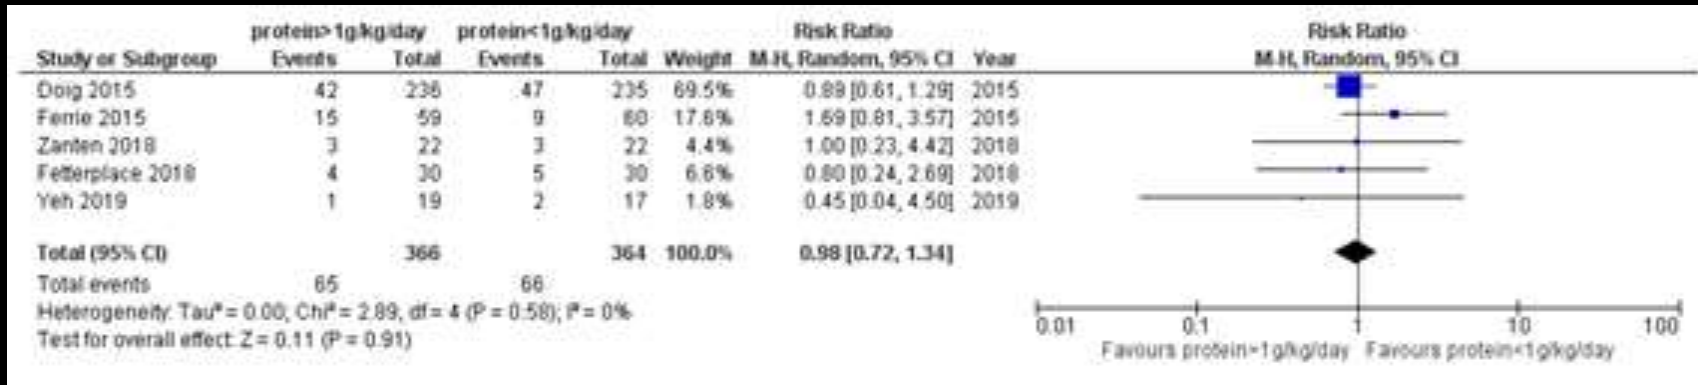 protein>1g/kg/day protein<1g/kg/day Risk Ratio Risk Ratio
Study or Subgroup Events Total Events Total Weight M-H, Random, 95% CI Year M-H, Random, 95% CI
Doig 2015 42 236 47 235 69.5% 0.89 [0.61, 1.29] 2015
Ferrie 2015 15 59 9 60 17.6% 1.69 [0.81, 3.57] 2015
Zanten 2018 3 22 3 22 4.4% 1.00 [0.23, 4.42] 2018
Fetterplace 2018 4 30 5 30 6.6% 0.80 [0.24, 2.69] 2018
Yeh 2019 1 19 2 17 1.8% 0.45 [0.04, 4.50] 2019
Total (95% CI) 366 364 100.0% 0.98 [0.72, 1.34]
Total events 65 66
Heterogeneity: Tau² = 0.00; Chi² = 2.89, df = 4 (P = 0.58); I² = 0%
Test for overall effect: Z = 0.11 (P = 0.91)
0.01 0.1 1 10 100
Favours protein>1g/kg/day Favours protein<1g/kg/day